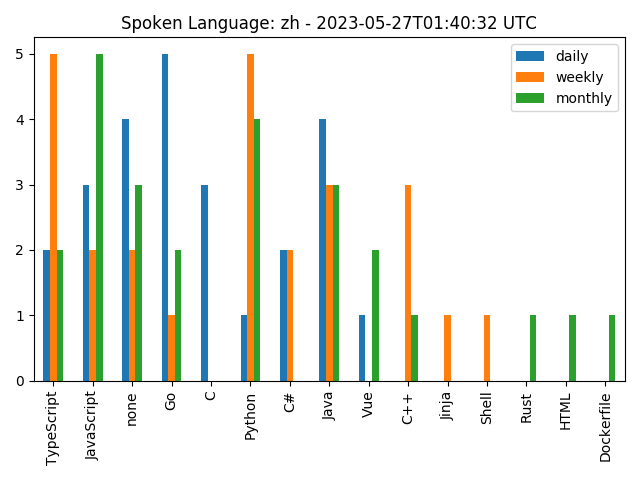 Spoken Language: zh - 2023-05-27T01:40:32 UTC
daily
weekly
monthly
5
4
3
2
1
0
TypeScript
JavaScript
none
Go
C
Python
C#
Java
Vue
C++
Jinja
Shell
Rust
HTML
Dockerfile